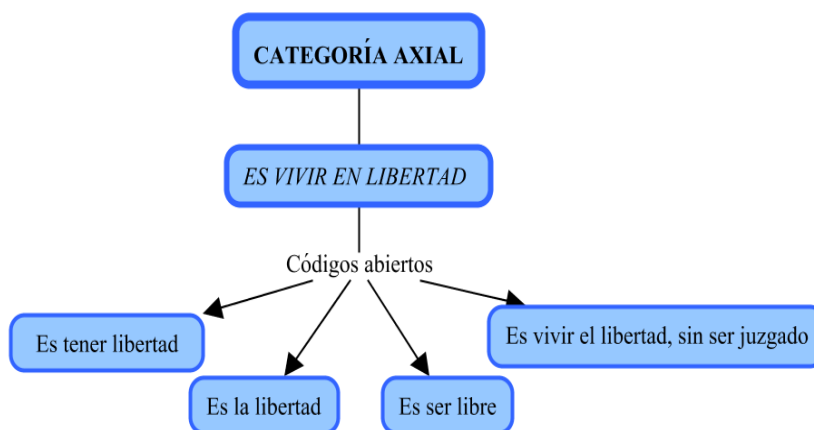 CATEGORÍA AXIAL
ES VIVIR EN LIBERTAD
Códigos abiertos
Es tener libertad
Es vivir el libertad, sin ser juzgado
Es la libertad
Es ser libre